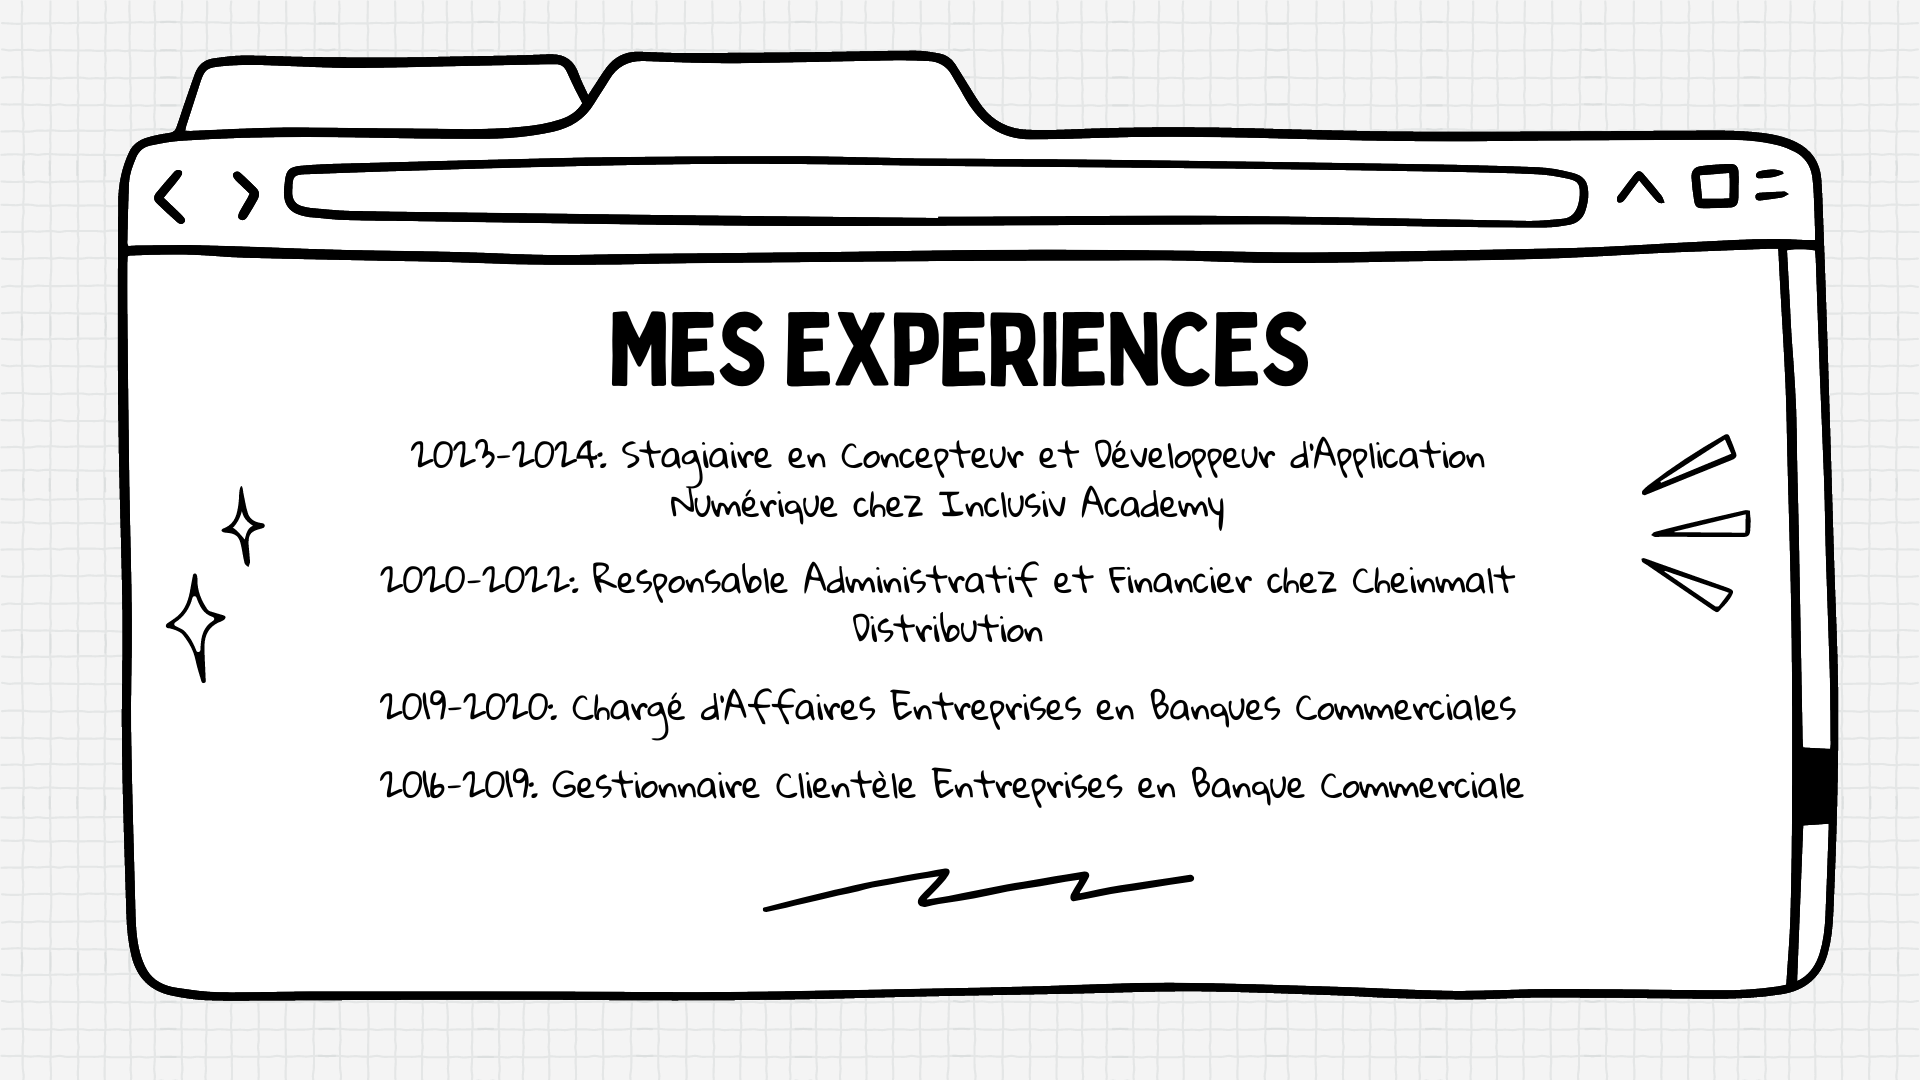 MES EXPERIENCES
2023-2024: Stagiaire en Concepteur et Développeur d'Application
Numérique chez Inclusiv Academy
2020-2022: Responsable Administratif et Financier chez Cheinmalt
Distribution
2019-2020: Chargé d'Affaires Entreprises en Banques Commerciales
2016-2019: Gestionnaire Clientèle Entreprises en Banque Commerciale